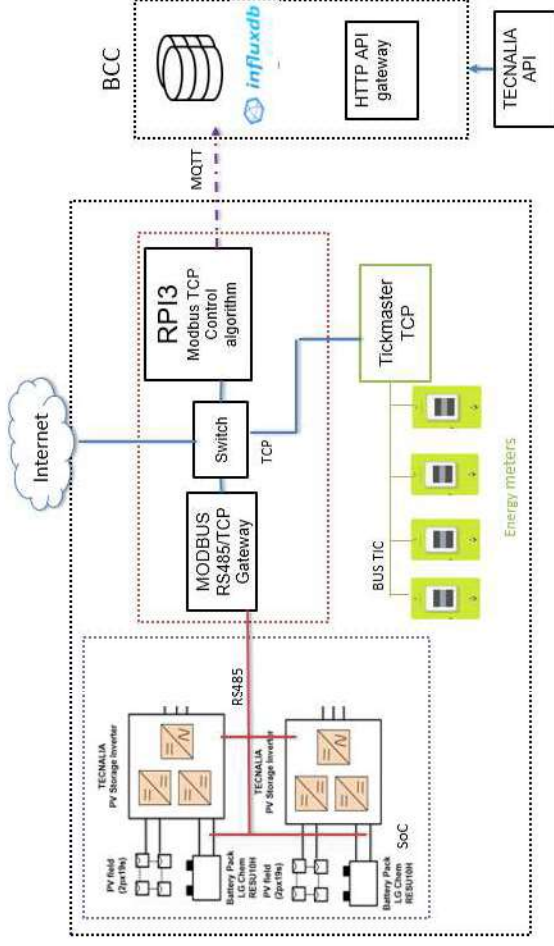 Internet
BCC
influxdb
HTTP API
gateway
TECNALIA
API
MQTT
RPI3
Modbus TCP
Control
algorithm
Switch
TCP
MODBUS
RS485/TCP
Gateway
Tickmaster
TCP
BUS TIC
Energy meters
RS485
TECNALIA
PV Storage Inverter
PV field
(2px19s)
Battery Pack
LG Chem
RESU10H
TECNALIA
PV Storage Inverter
PV field
(2px19s)
Battery Pack
LG Chem
RESU10H
SoC